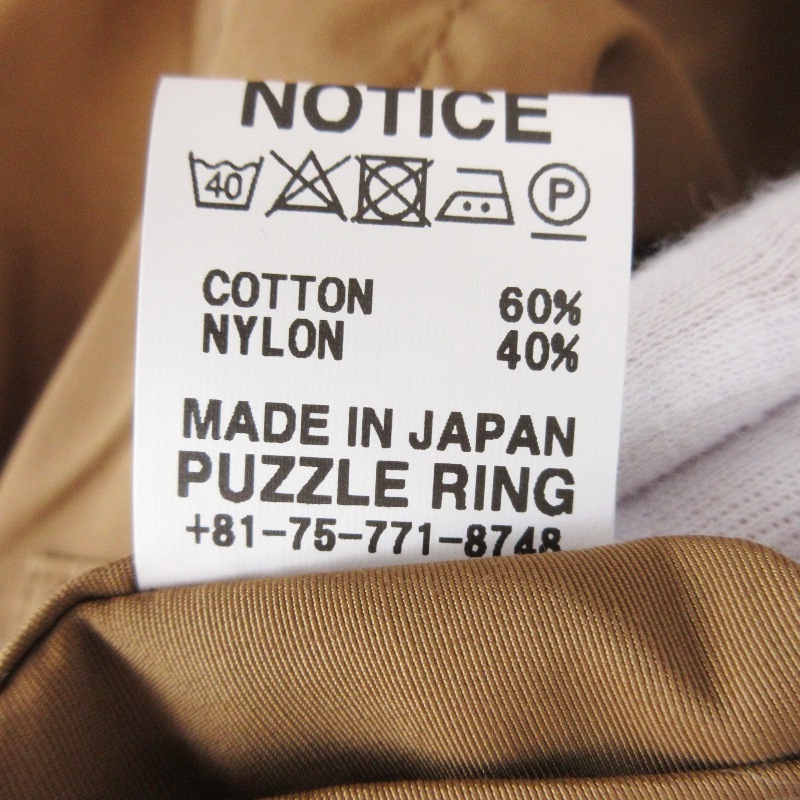 NOTICE
40 P
COTTON 60%
NYLON 40%
MADE IN JAPAN
PUZZLE RING
+81-75-771-8748